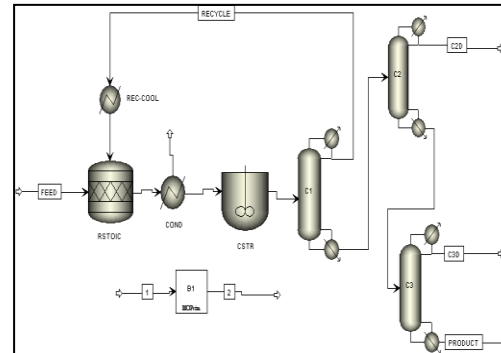 RECYCLE
C2
C2D
REC-COOL
FEED
RSTOIC
COND
CSTR
C1
C3
C3D
1
B1
2
PRODUCT